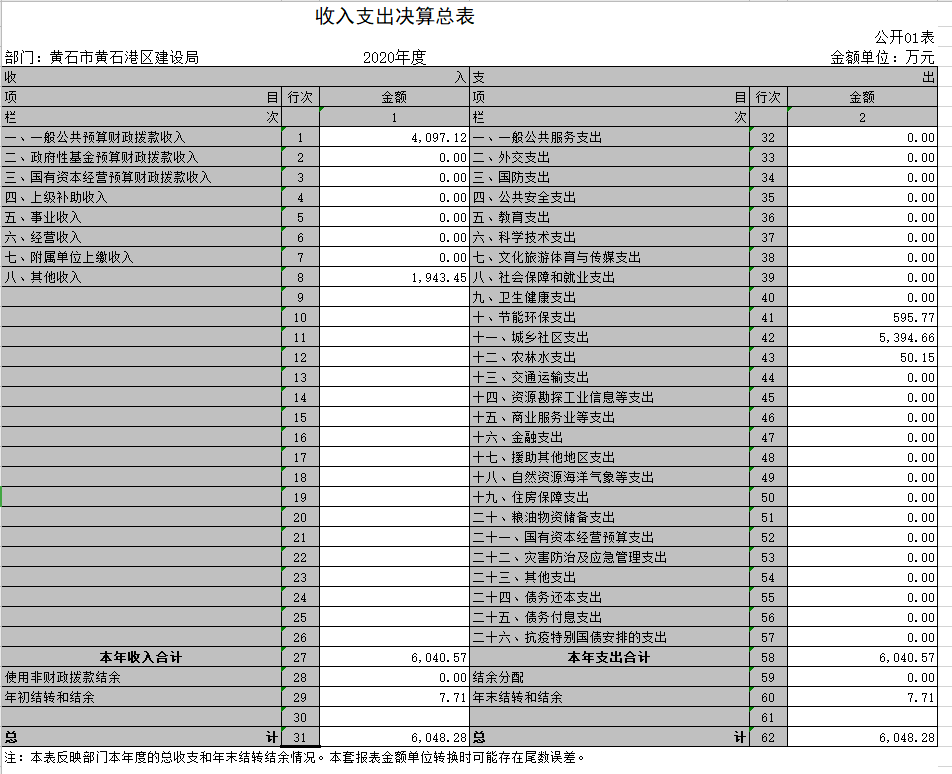 收入支出决算总表
公开01表
部门：黄石市黄石港区建设局 2020年度 金额单位：万元
收 入 支 出
项 目 行次 金额 项 目 行次 金额
栏 次 1 栏 次 2
一、一般公共预算财政拨款收入 1 4,097.12 一、一般公共服务支出 32 0.00
二、政府性基金预算财政拨款收入 2 0.00 二、外交支出 33 0.00
三、国有资本经营预算财政拨款收入 3 0.00 三、国防支出 34 0.00
四、上级补助收入 4 0.00 四、公共安全支出 35 0.00
五、事业收入 5 0.00 五、教育支出 36 0.00
六、经营收入 6 0.00 六、科学技术支出 37 0.00
七、附属单位上缴收入 7 0.00 七、文化旅游体育与传媒支出 38 0.00
八、其他收入 8 1,943.45 八、社会保障和就业支出 39 0.00
9 九、卫生健康支出 40 0.00
10 十、节能环保支出 41 595.77
11 十一、城乡社区支出 42 5,394.66
12 十二、农林水支出 43 50.15
13 十三、交通运输支出 44 0.00
14 十四、资源勘探工业信息等支出 45 0.00
15 十五、商业服务业等支出 46 0.00
16 十六、金融支出 47 0.00
17 十七、援助其他地区支出 48 0.00
18 十八、自然资源海洋气象等支出 49 0.00
19 十九、住房保障支出 50 0.00
20 二十、粮油物资储备支出 51 0.00
21 二十一、国有资本经营预算支出 52 0.00
22 二十二、灾害防治及应急管理支出 53 0.00
23 二十三、其他支出 54 0.00
24 二十四、债务还本支出 55 0.00
25 二十五、债务付息支出 56 0.00
26 二十六、抗疫特别国债安排的支出 57 0.00
本年收入合计 27 6,040.57 本年支出合计 58 6,040.57
使用非财政拨款结余 28 0.00 结余分配 59 0.00
年初结转和结余 29 7.71 年末结转和结余 60 7.71
30 61
总 计 31 6,048.28 总 计 62 6,048.28
注：本表反映部门本年度的总收支和年末结转结余情况。本套报表金额单位转换时可能存在尾数误差。